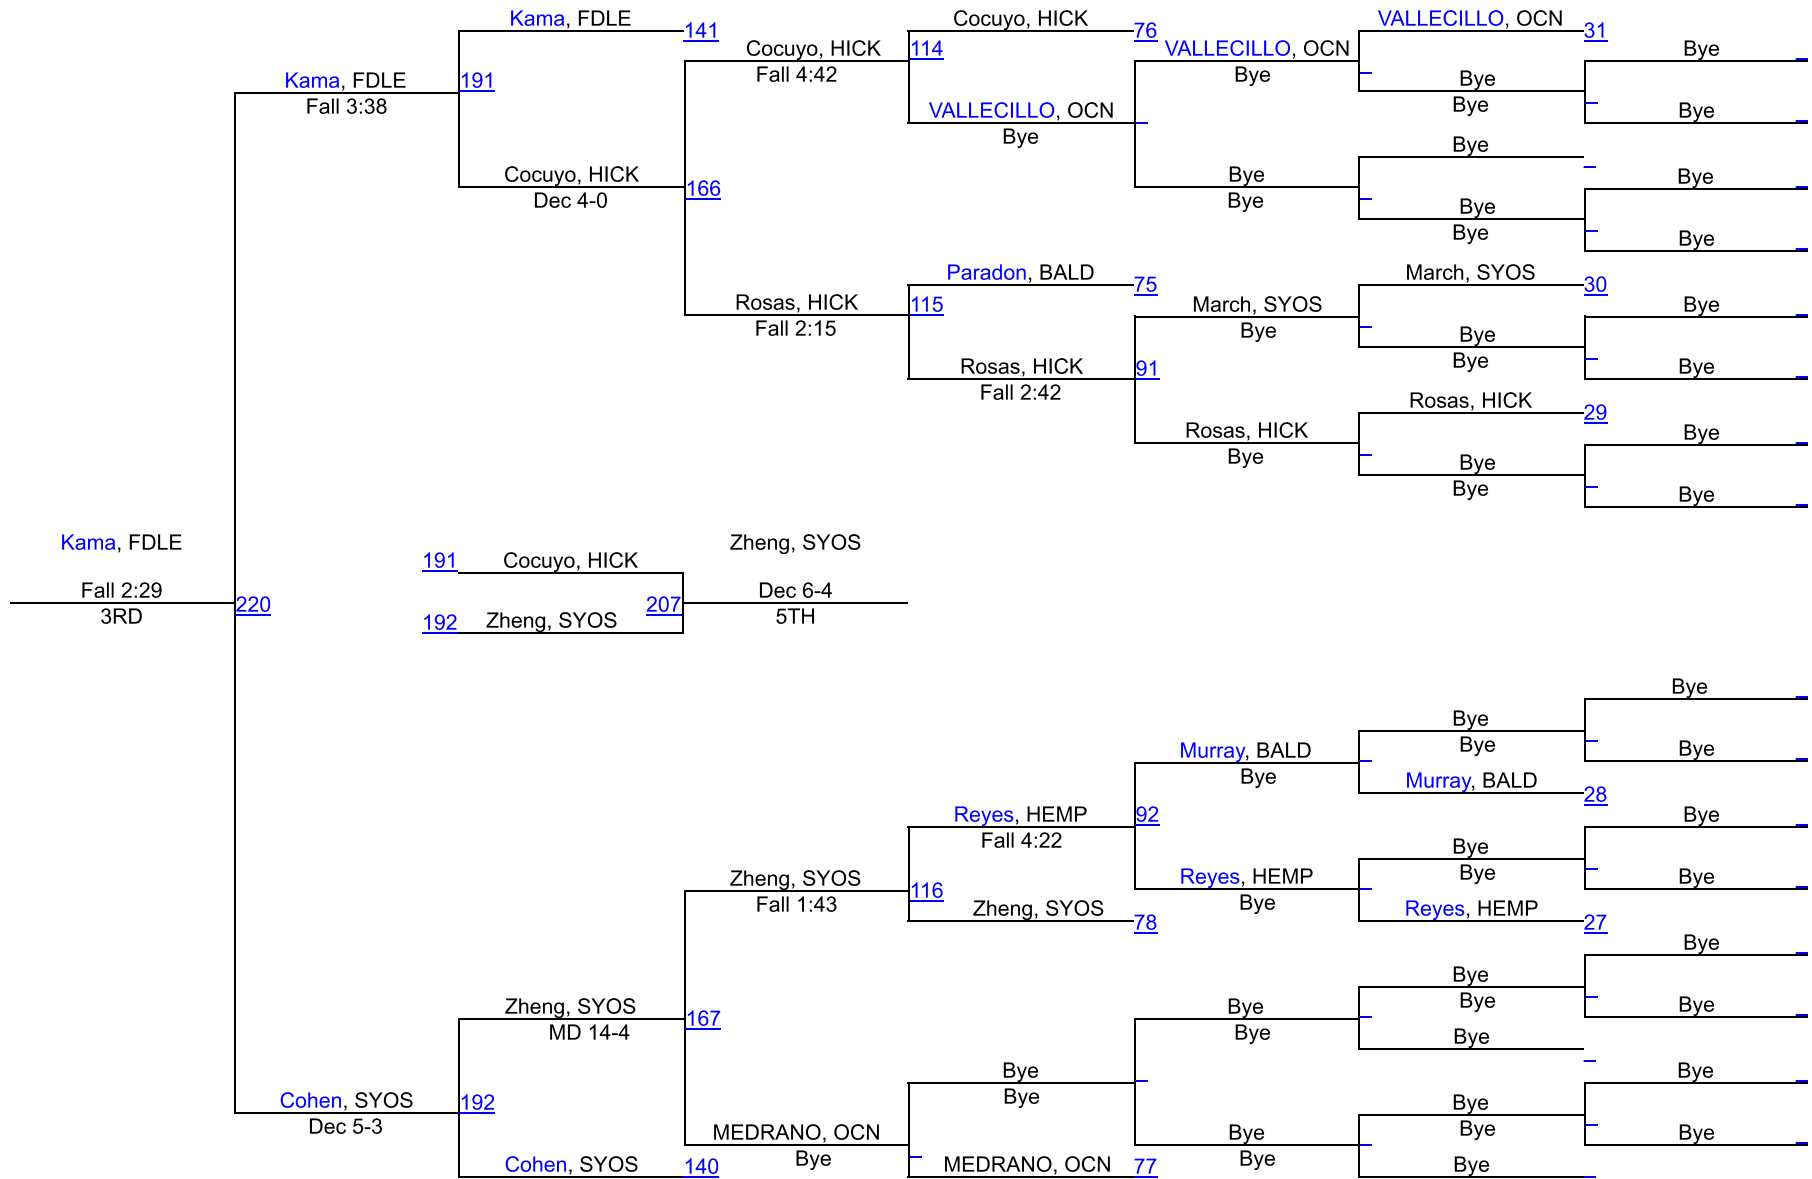 Kama, FDLE
141
Cocuyo, HICK
76
VALLECILLO, OCN
31
Cocuyo, HICK
Fall 4:42
114
VALLECILLO, OCN
Bye
Bye
Bye
Bye
Kama, FDLE
Fall 3:38
191
VALLECILLO, OCN
Bye
Bye
Bye
Cocuyo, HICK
Dec 4-0
166
Bye
Bye
Bye
Bye
Bye
Bye
Paradon, BALD
75
March, SYOS
30
Rosas, HICK
Fall 2:15
115
March, SYOS
Bye
Bye
Bye
Bye
Rosas, HICK
Fall 2:42
91
Bye
Rosas, HICK
29
Rosas, HICK
Bye
Bye
Bye
Bye
Bye
Kama, FDLE
Fall 2:29
3RD
220
191
Cocuyo, HICK
192
Zheng, SYOS
207
Zheng, SYOS
Dec 6-4
5TH
Bye
Bye
Bye
Murray, BALD
Bye
Bye
Murray, BALD
28
Reyes, HEMP
Fall 4:22
92
Bye
Bye
Bye
Zheng, SYOS
Fall 1:43
116
Reyes, HEMP
Bye
Bye
Zheng, SYOS
78
Reyes, HEMP
27
Bye
Bye
Bye
Zheng, SYOS
MD 14-4
167
Bye
Bye
Bye
Bye
Bye
Bye
Bye
Cohen, SYOS
Dec 5-3
192
Bye
Bye
MEDRANO, OCN
Bye
Bye
Bye
Bye
Cohen, SYOS
140
MEDRANO, OCN
77
Bye